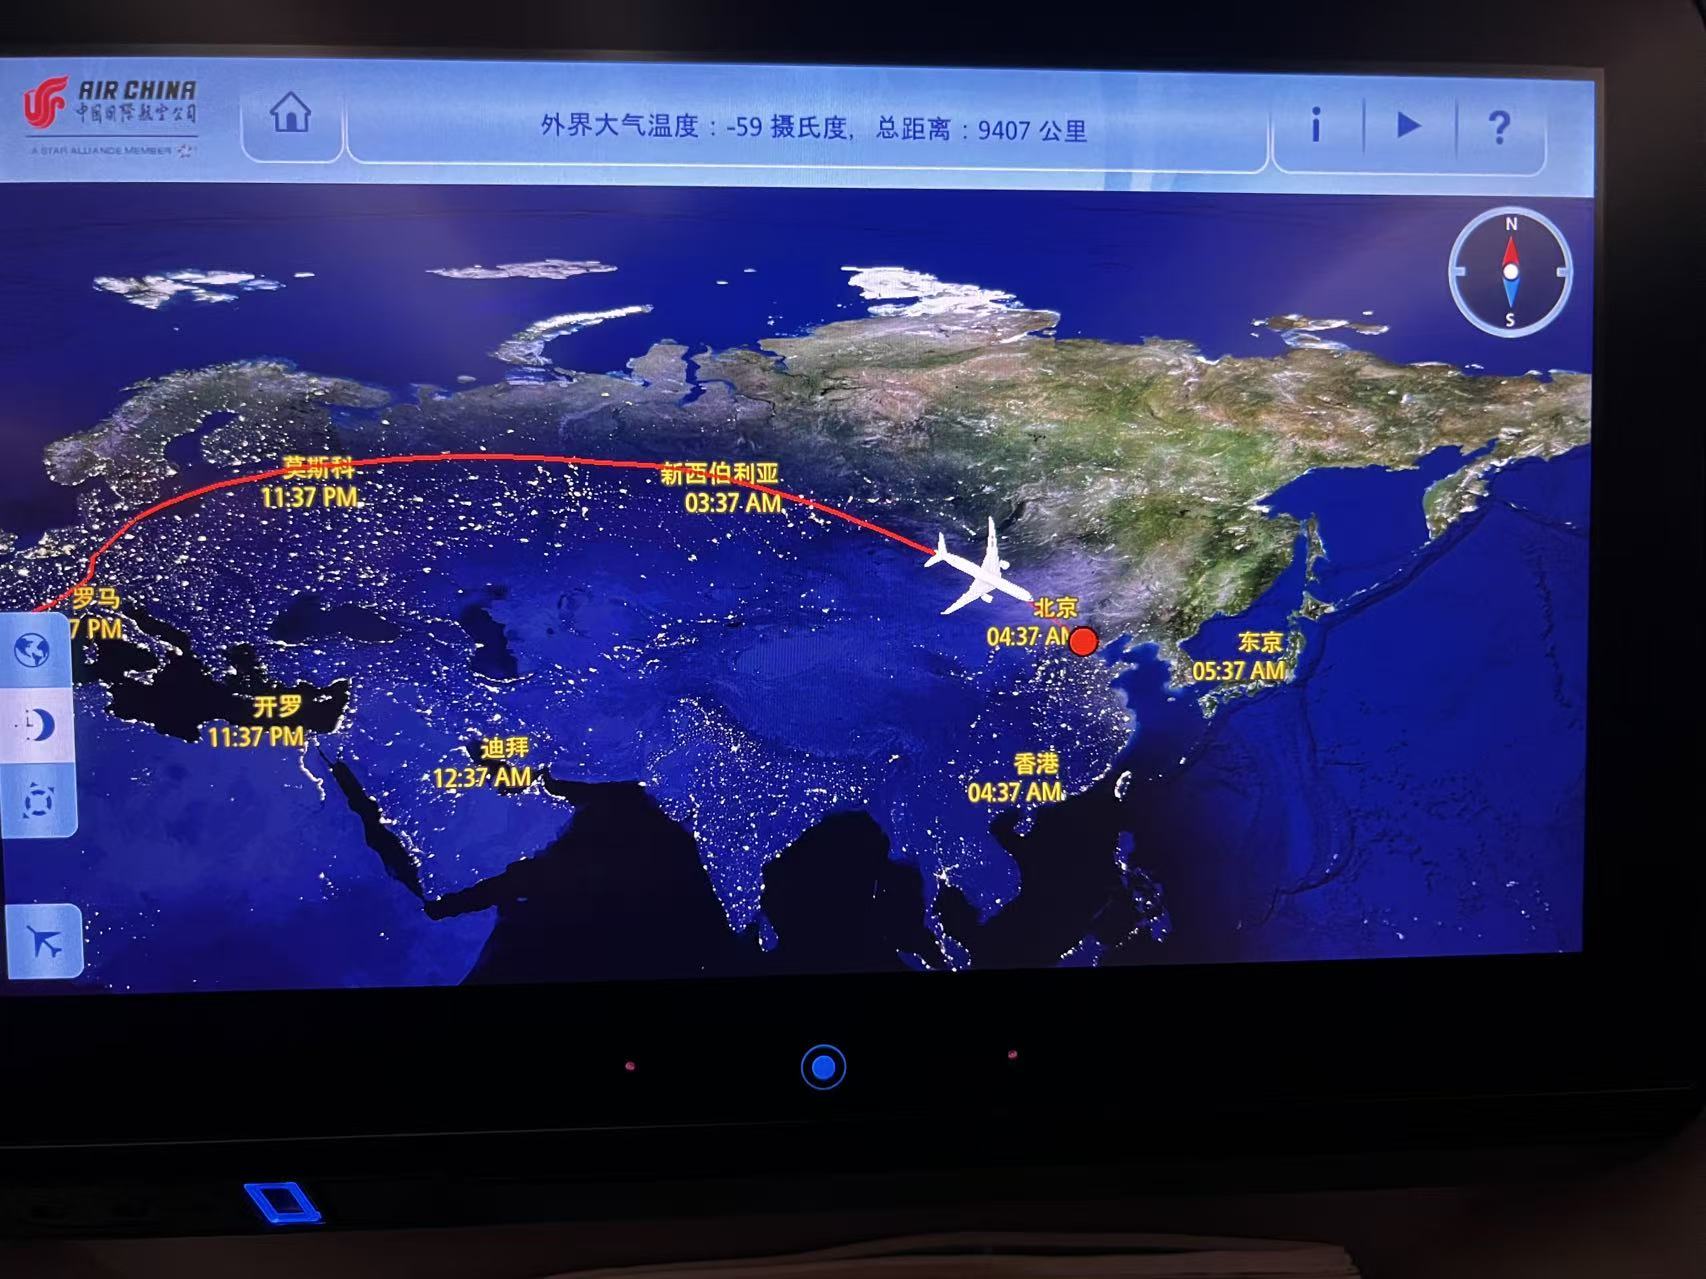 AIR CHINA
中国国际航空公司
A STAR ALLIANCE MEMBER
外界大气温度：-59 摄氏度, 总距离：9407 公里
i
?
N
S
莫斯科
11:37 PM
新西伯利亚
03:37 AM
罗马
7 PM
北京
04:37 AM
东京
05:37 AM
开罗
11:37 PM
迪拜
12:37 AM
香港
04:37 AM